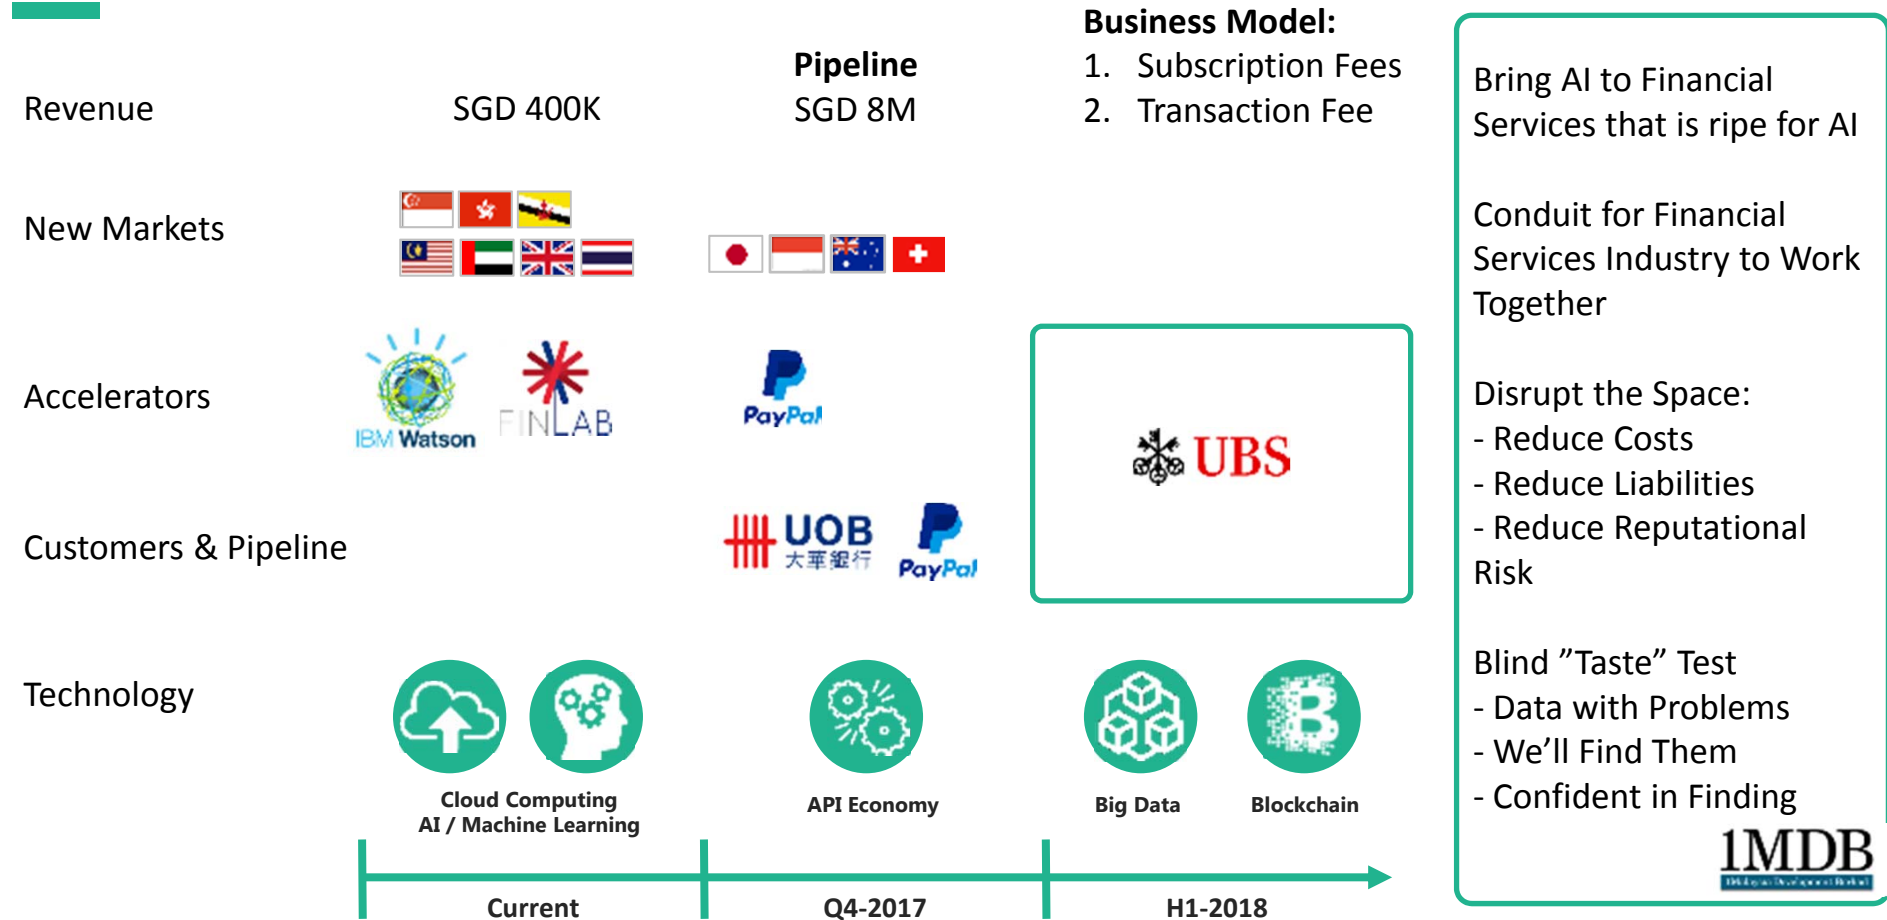 Business Model:
Pipeline
1. Subscription Fees
Revenue
SGD 400K
SGD 8M
2. Transaction Fee
New Markets
Accelerators
IBM Watson
FINLAB
PayPal
UBS
Customers & Pipeline
UOB
大華銀行
PayPal
Technology
Cloud Computing
AI / Machine Learning
API Economy
Big Data
Blockchain
Current
Q4-2017
H1-2018
Bring AI to Financial
Services that is ripe for AI
Conduit for Financial
Services Industry to Work
Together
Disrupt the Space:
- Reduce Costs
- Reduce Liabilities
- Reduce Reputational
Risk
Blind ”Taste” Test
- Data with Problems
- We’ll Find Them
- Confident in Finding
1MDB
1Malaysia Development Berhad